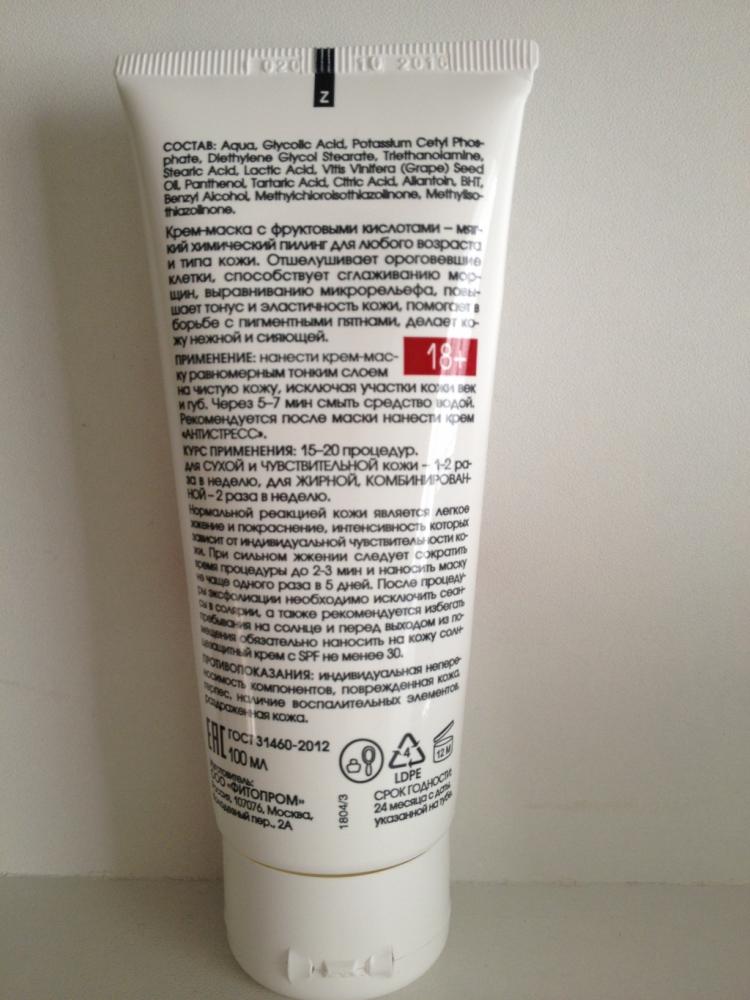 020 10 2016
Z
СОСТАВ: Aqua, Glycolic Acid, Potassium Cetyl Phos-
phate, Diethylene Glycol Stearate, Triethanolamine,
Stearic Acid, Lactic Acid, Vitis Vinifera (Grape) Seed
Oil, Panthenol, Tartaric Acid, Citric Acid, Allantoin, BHT,
Benzyl Alcohol, Methylchloroisothiazolinone, Methyliso-
thiazolinone.
Крем-маска с фруктовыми кислотами – мяг-
кий химический пилинг для любого возраста
и типа кожи. Отшелушивает ороговевшие
клетки, способствует сглаживанию мор-
щин, выравниванию микрорельефа, повы-
шает тонус и эластичность кожи, помогает в
борьбе с пигментными пятнами, делает ко-
жу нежной и сияющей.
ПРИМЕНЕНИЕ: нанести крем-мас-
18+
ку равномерным тонким слоем
на чистую кожу, исключая участки кожи век
и губ. Через 5–7 мин смыть средство водой.
Рекомендуется после маски нанести крем
«АНТИСТРЕСС».
КУРС ПРИМЕНЕНИЯ: 15–20 процедур.
для СУХОЙ и ЧУВСТВИТЕЛЬНОЙ кожи – 1-2 ра-
за в неделю, для ЖИРНОЙ, КОМБИНИРОВАН-
НОЙ – 2 раза в неделю.
Нормальной реакцией кожи является легкое
жжение и покраснение, интенсивность которых
зависит от индивидуальной чувствительности ко-
жи. При сильном жжении следует сократить
время процедуры до 2-3 мин и наносить маску
не чаще одного раза в 5 дней. После процеду-
ры эксфолиации необходимо исключить сеан-
сы в солярии, а также рекомендуется избегать
пребывания на солнце и перед выходом из по-
мещения обязательно наносить на кожу солн-
цезащитный крем с SPF не менее 30.
ПРОТИВОПОКАЗАНИЯ: индивидуальная непере-
носимость компонентов, поврежденная кожа,
герпес, наличие воспалительных элементов,
раздраженная кожа.
EAC ГОСТ 31460-2012
100 МЛ
Изготовитель:
ООО «ФИТОПРОМ»
Россия, 107076, Москва,
Колодезный пер., 2А
1804/3
4
LDPE
12 М
СРОК ГОДНОСТИ:
24 месяца с даты,
указанной на тубе.